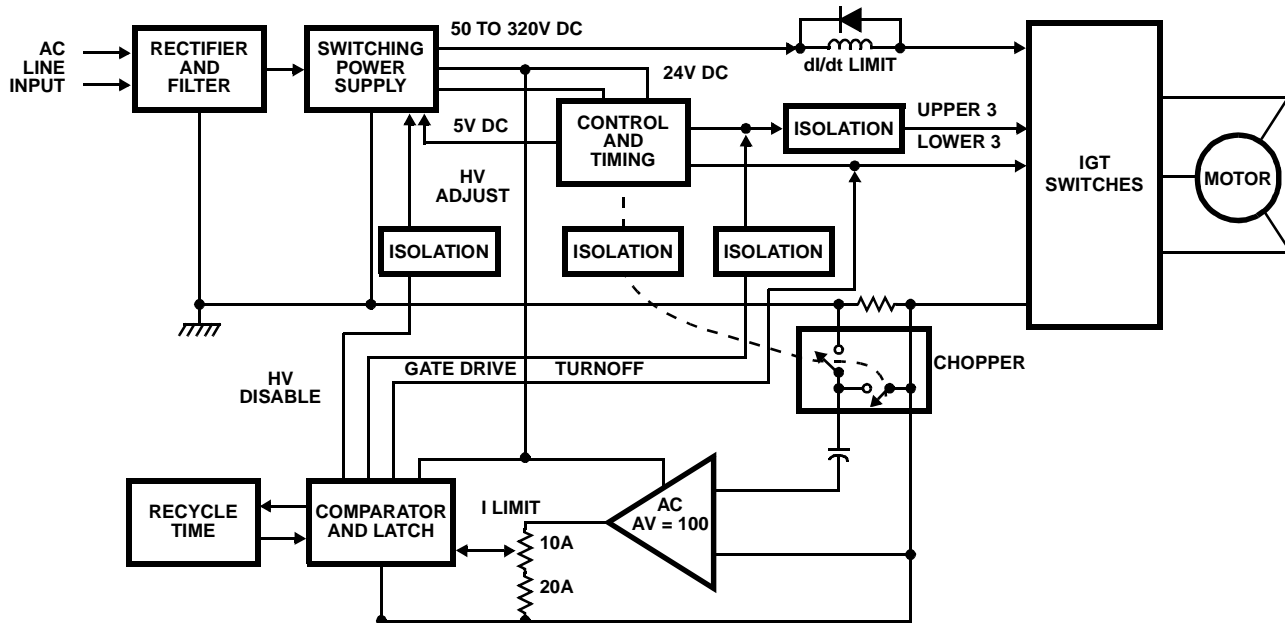 AC
LINE
INPUT
RECTIFIER
AND
FILTER
SWITCHING
POWER
SUPPLY
50 TO 320V DC
dI/dt LIMIT
24V DC
5V DC
CONTROL
AND
TIMING
ISOLATION
UPPER 3
LOWER 3
IGT
SWITCHES
MOTOR
HV
ADJUST
ISOLATION
ISOLATION
ISOLATION
HV
DISABLE
GATE DRIVE TURNOFF
CHOPPER
RECYCLE
TIME
COMPARATOR
AND LATCH
I LIMIT
10A
20A
AC
AV = 100